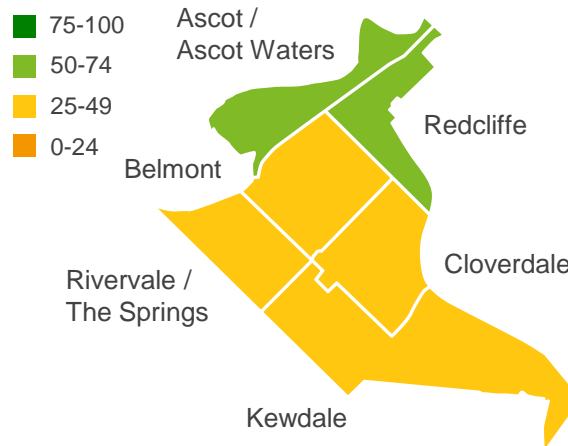 75-100
50-74
25-49
0-24
Ascot /
Ascot Waters
Redcliffe
Belmont
Cloverdale
Rivervale /
The Springs
Kewdale